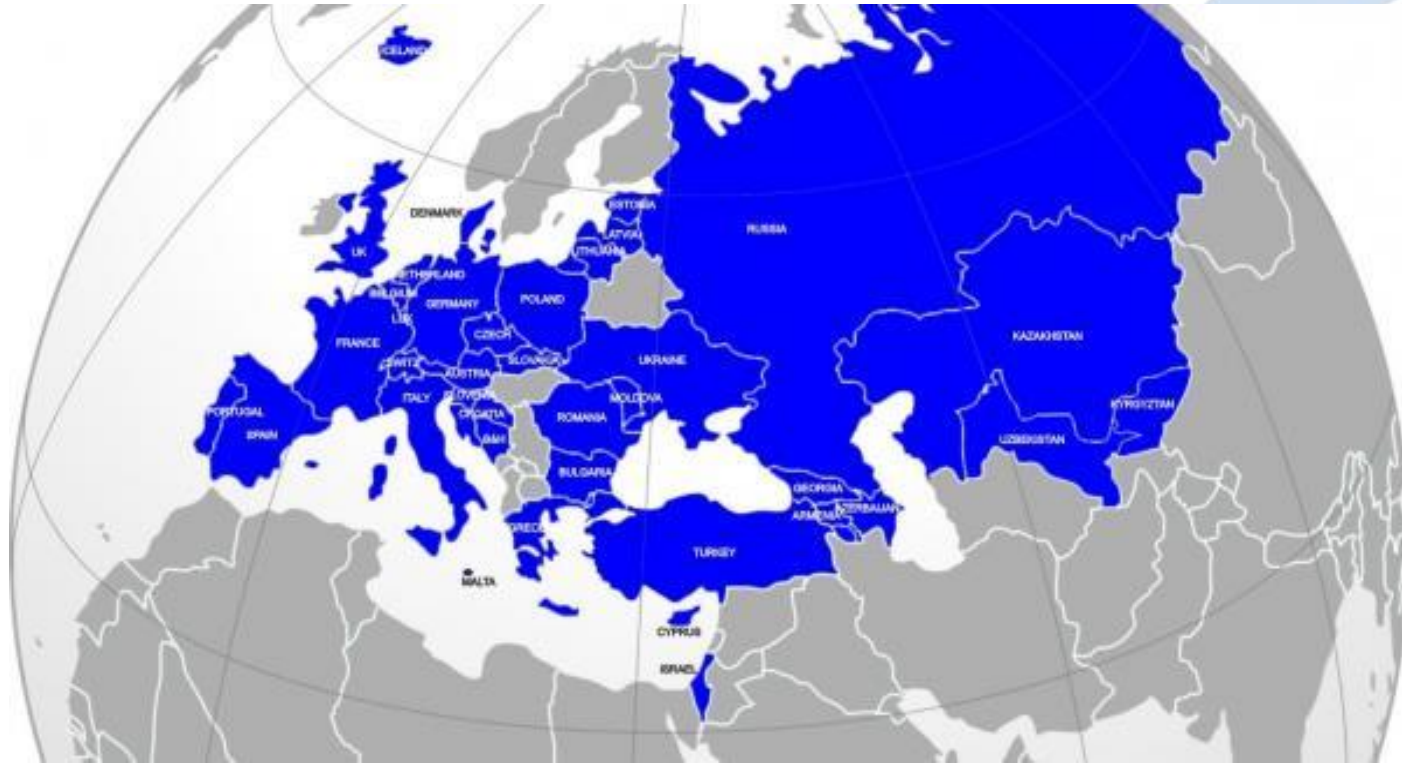 ICELAND
DENMARK
ESTONIA
LATVIA
LITHUANIA
RUSSIA
UK
NETHERLAND
BELGIUM
GERMANY
POLAND
LUX
CZECH
FRANCE
KAZAKHSTAN
SWITZ
SLOVAKIA
UKRAINE
AUSTRIA
ITALY
SLOVENIA
MOLDOVA
KYRGYZTAN
PORTUGAL
CROATIA
ROMANIA
SPAIN
B&H
UZBEKISTAN
BULGARIA
GEORGIA
AZERBAIJAN
ARMENIA
GREECE
TURKEY
MALTA
CYPRUS
ISRAEL